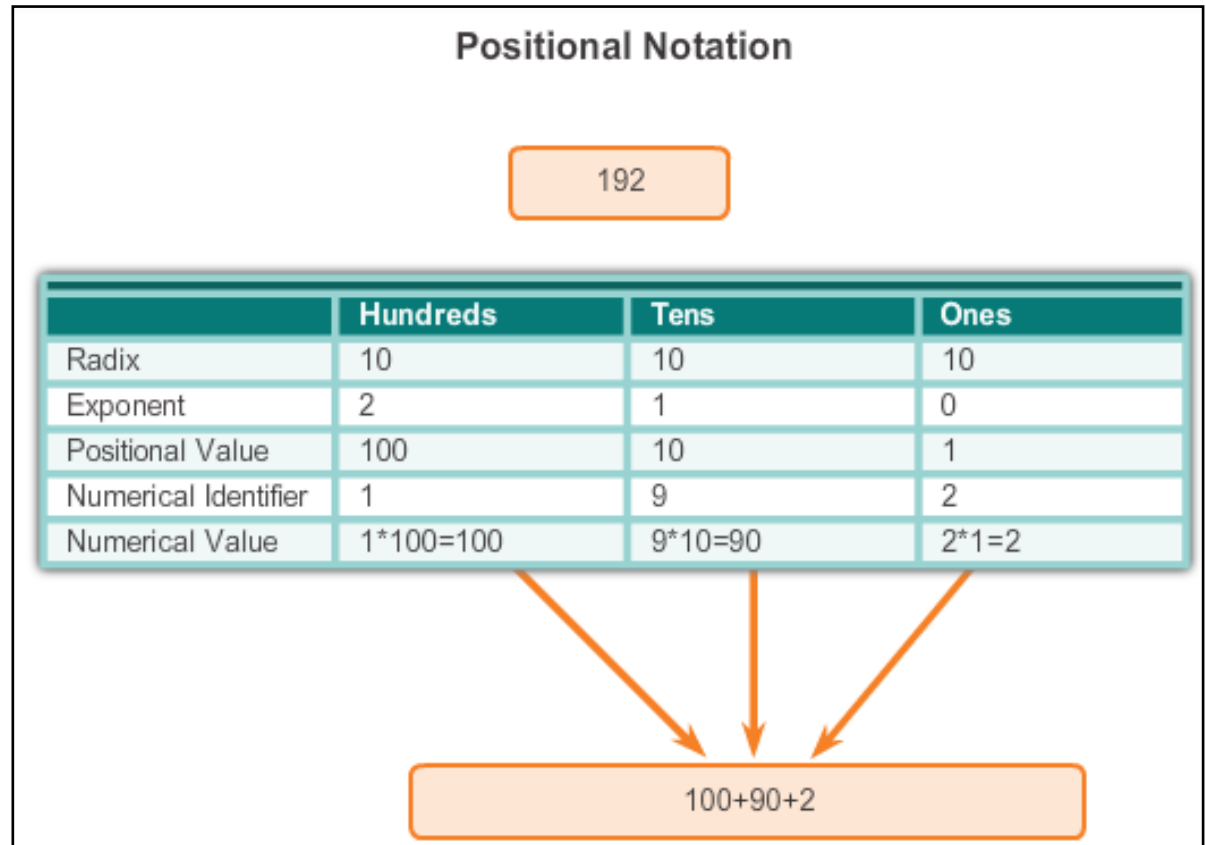 Positional Notation
192
Hundreds Tens Ones
Radix 10 10 10
Exponent 2 1 0
Positional Value 100 10 1
Numerical Identifier 1 9 2
Numerical Value 1*100=100 9*10=90 2*1=2
100+90+2